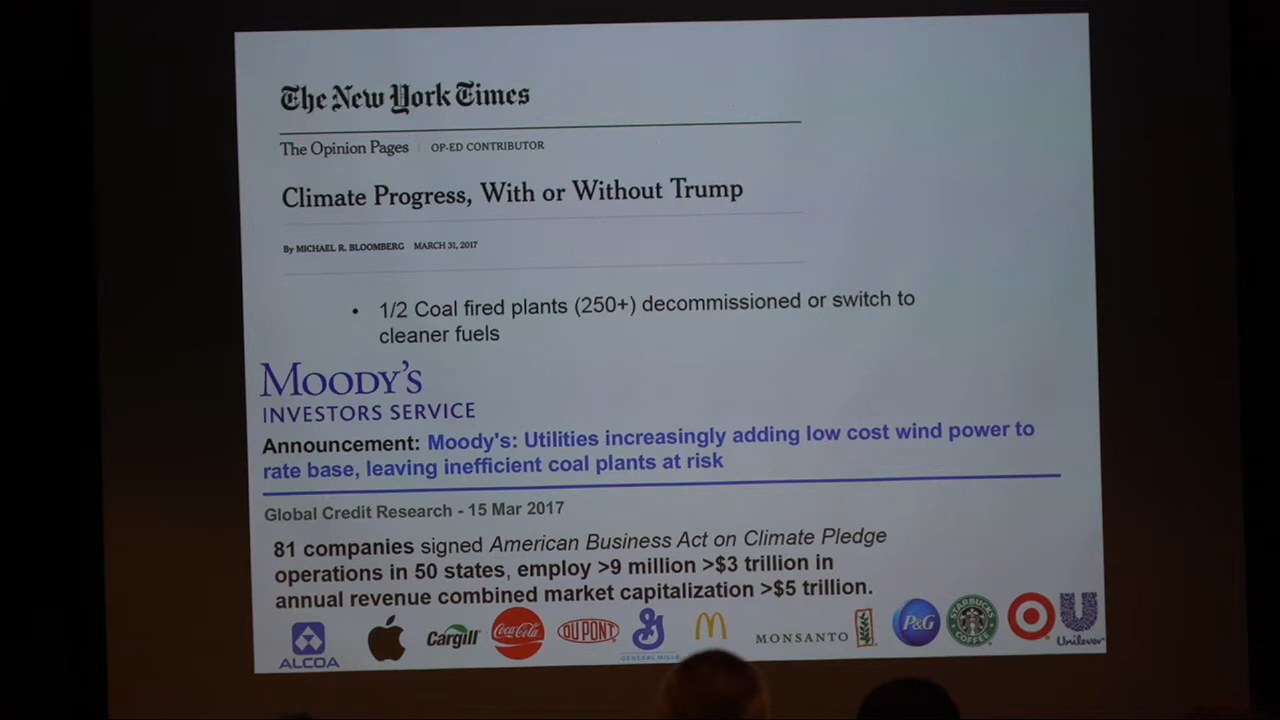 The New York Times
The Opinion Pages | OP-ED CONTRIBUTOR
Climate Progress, With or Without Trump
By MICHAEL R. BLOOMBERG MARCH 31, 2017
• 1/2 Coal fired plants (250+) decommissioned or switch to
cleaner fuels
MOODY'S
INVESTORS SERVICE
Announcement: Moody's: Utilities increasingly adding low cost wind power to
rate base, leaving inefficient coal plants at risk
Global Credit Research - 15 Mar 2017
81 companies signed American Business Act on Climate Pledge
operations in 50 states, employ >9 million >$3 trillion in
annual revenue combined market capitalization >$5 trillion.
ALCOA
Cargill
Coca-Cola
DUPONT
GENERAL MILLS
MONSANTO
P&G
STARBUCKS
COFFEE
Unilever